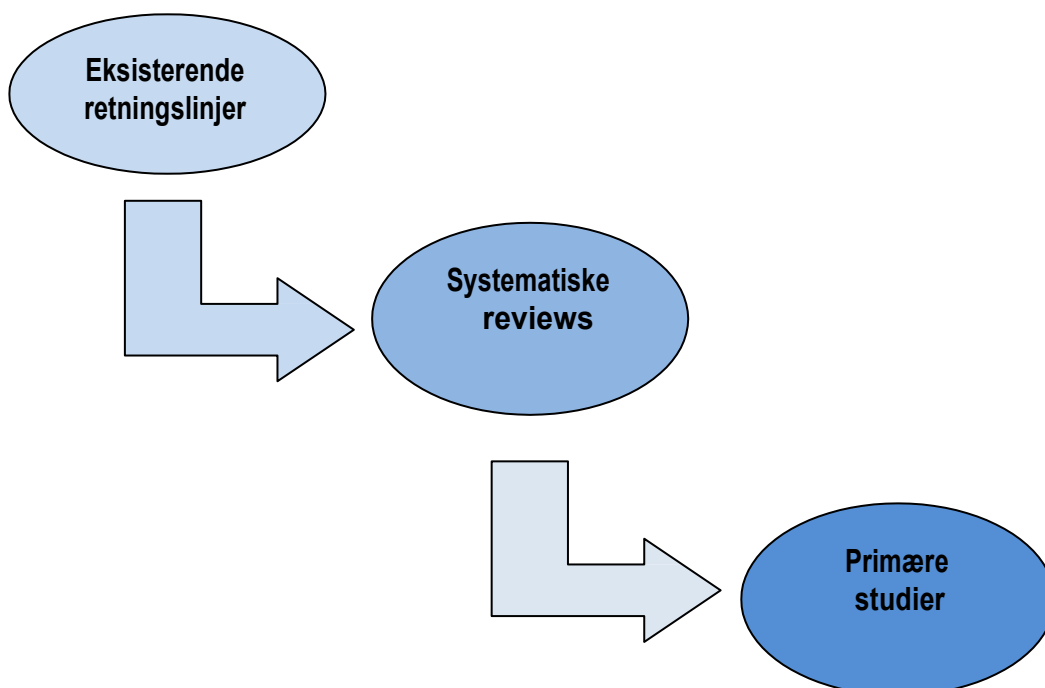 Eksisterende
retningslinjer
Systematiske
reviews
Primære
studier